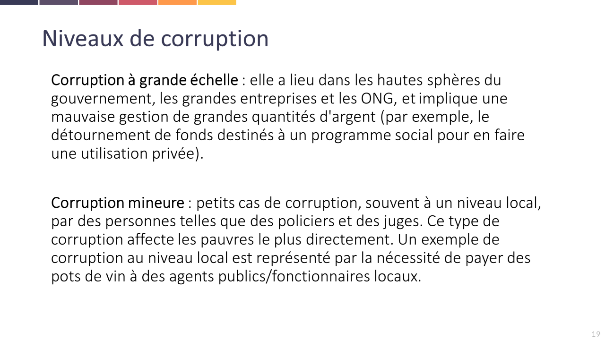 Niveaux de corruption
Corruption à grande échelle : elle a lieu dans les hautes sphères du
gouvernement, les grandes entreprises et les ONG, et implique une
mauvaise gestion de grandes quantités d'argent (par exemple, le
détournement de fonds destinés à un programme social pour en faire
une utilisation privée).
Corruption mineure : petits cas de corruption, souvent à un niveau local,
par des personnes telles que des policiers et des juges. Ce type de
corruption affecte les pauvres le plus directement. Un exemple de
corruption au niveau local est représenté par la nécessité de payer des
pots de vin à des agents publics/fonctionnaires locaux.
19